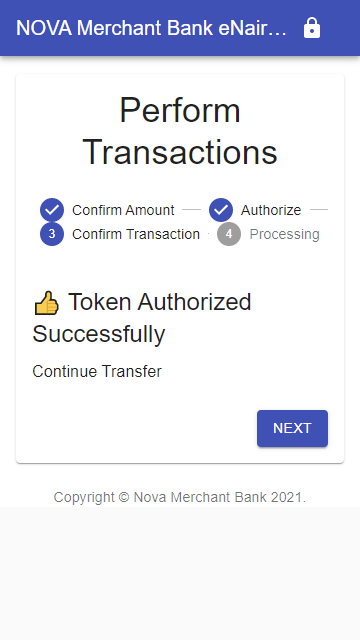 NOVA Merchant Bank eNair...
Perform
Transactions
Confirm Amount
Authorize
3 Confirm Transaction
4 Processing
👍 Token Authorized
Successfully
Continue Transfer
NEXT
Copyright © Nova Merchant Bank 2021.